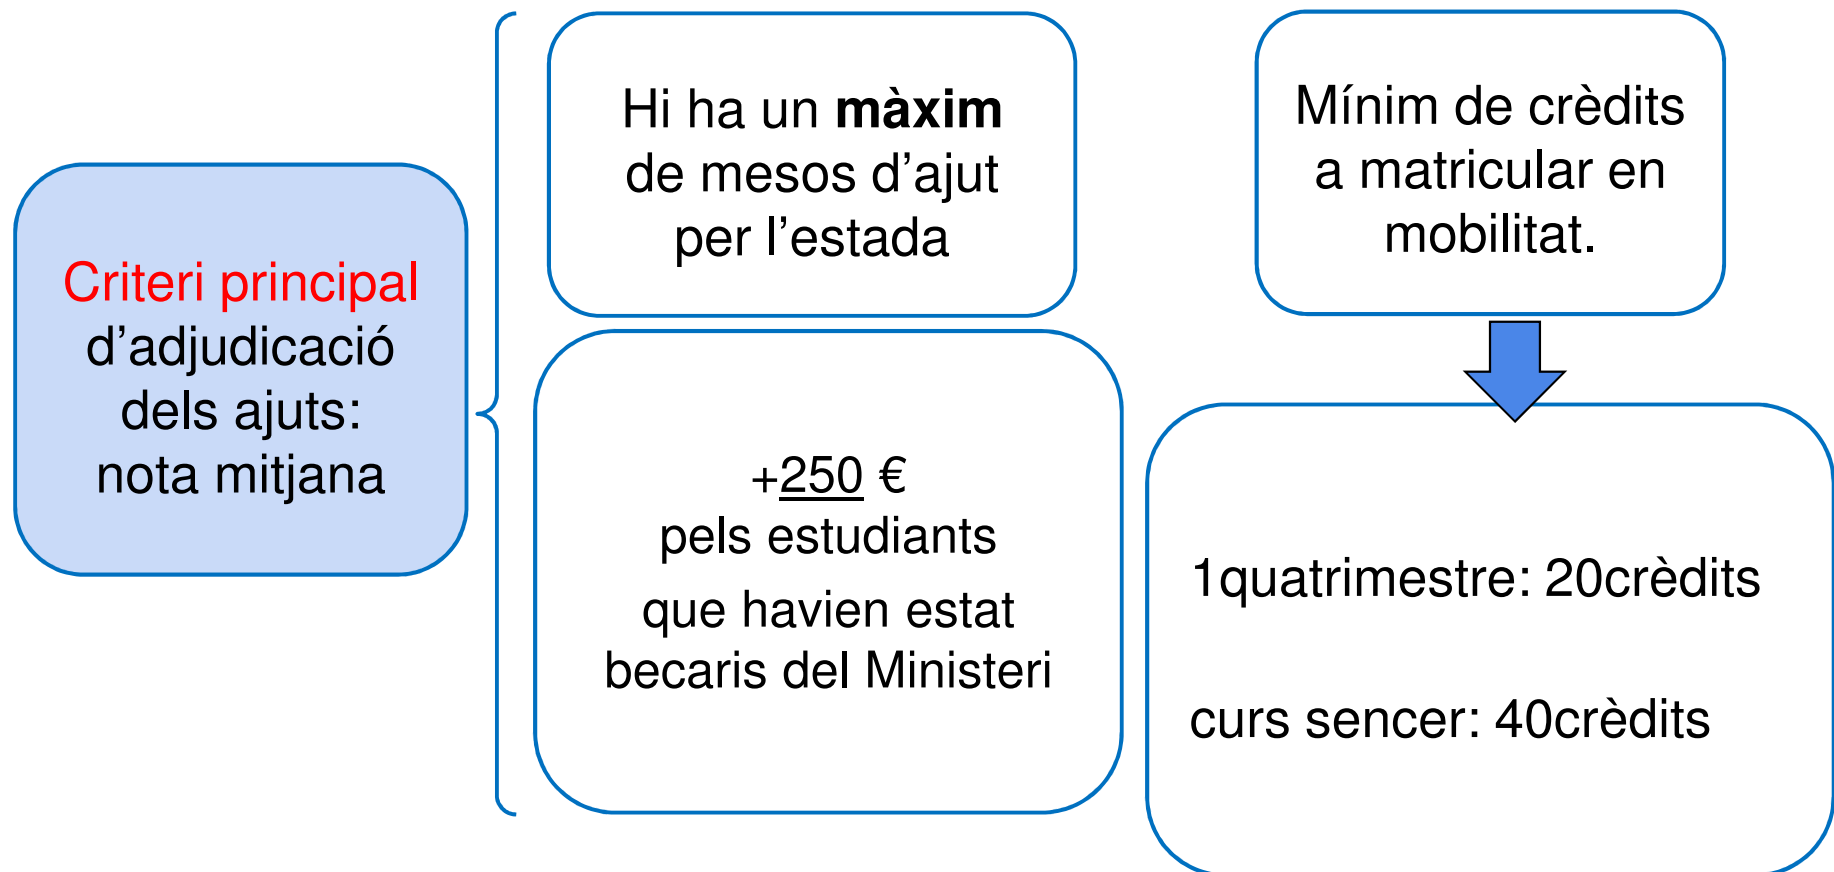 Criteri principal
d’adjudicació
dels ajuts:
nota mitjana
Hi ha un màxim
de mesos d’ajut
per l’estada
+250 €
pels estudiants
que havien estat
becaris del Ministeri
Mínim de crèdits
a matricular en
mobilitat.
1quatrimestre: 20crèdits
curs sencer: 40crèdits